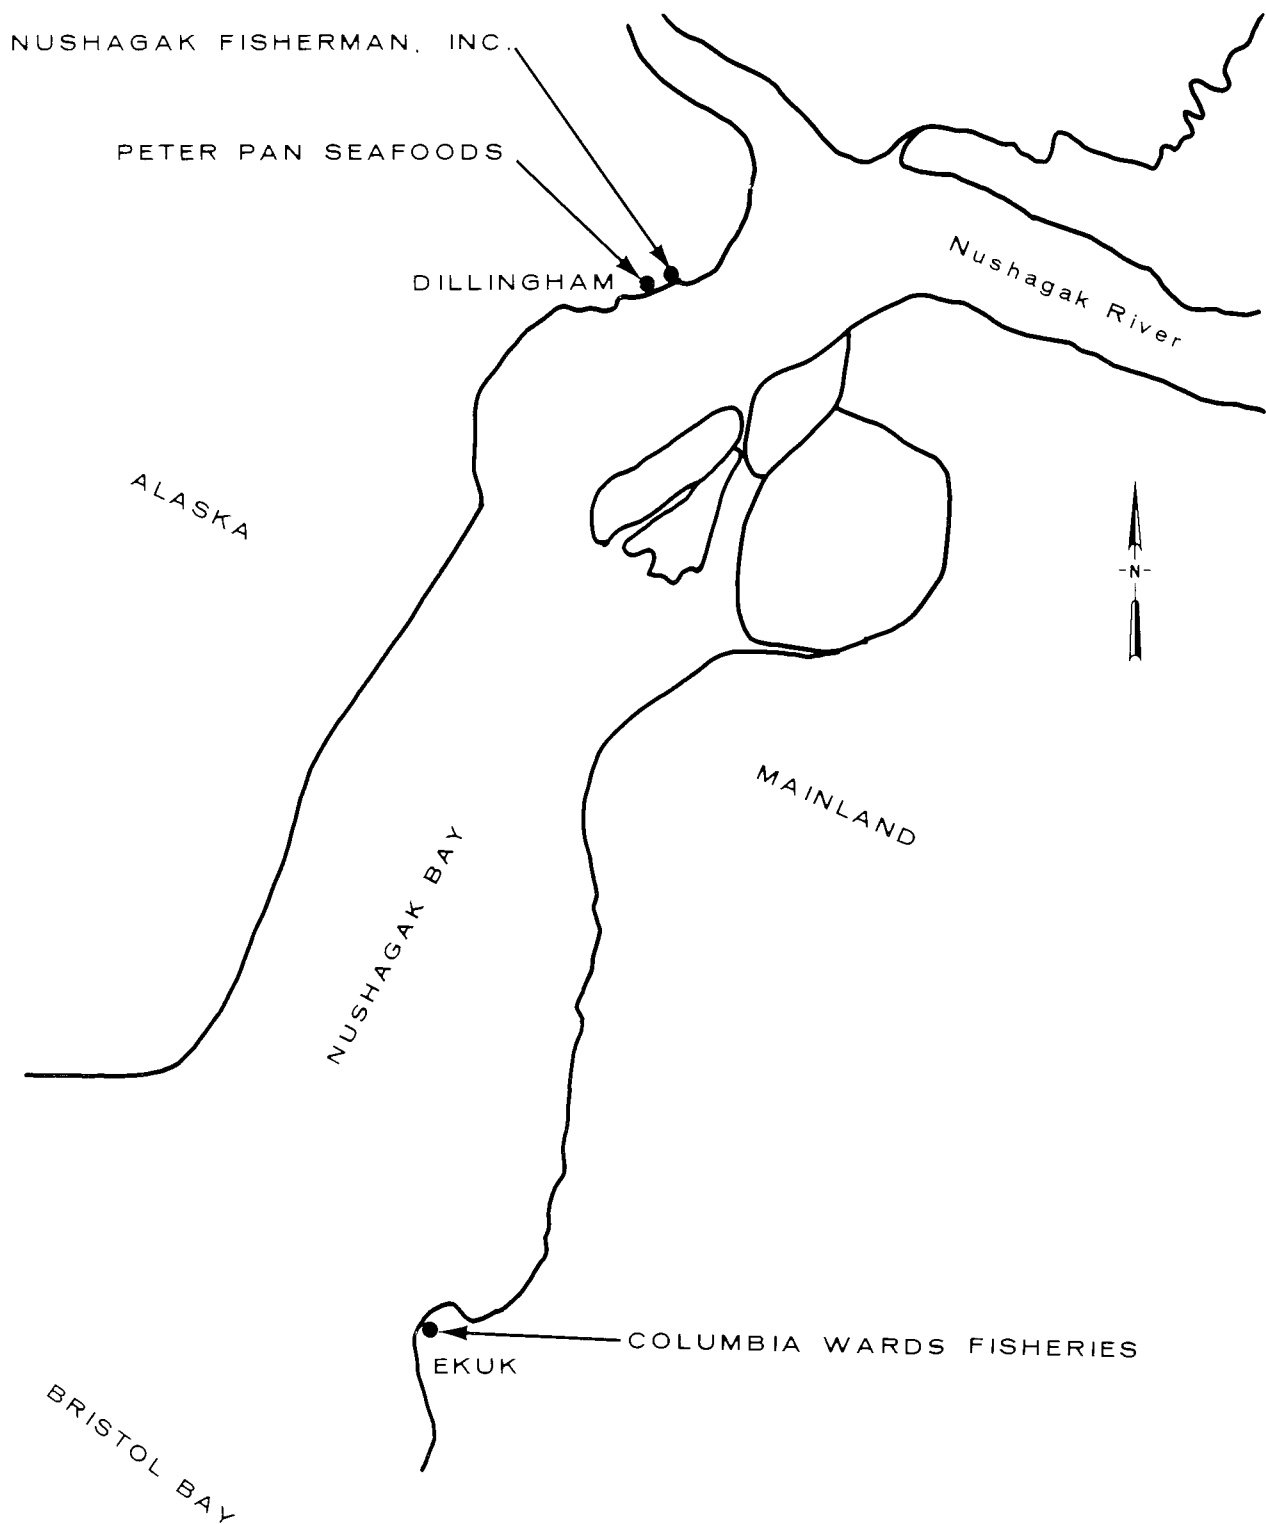 NUSHAGAK FISHERMAN, INC.
PETER PAN SEAFOODS
DILLINGHAM
Nushagak River
ALASKA
-N-
MAINLAND
NUSHAGAK BAY
COLUMBIA WARDS FISHERIES
EKUK
BRISTOL BAY